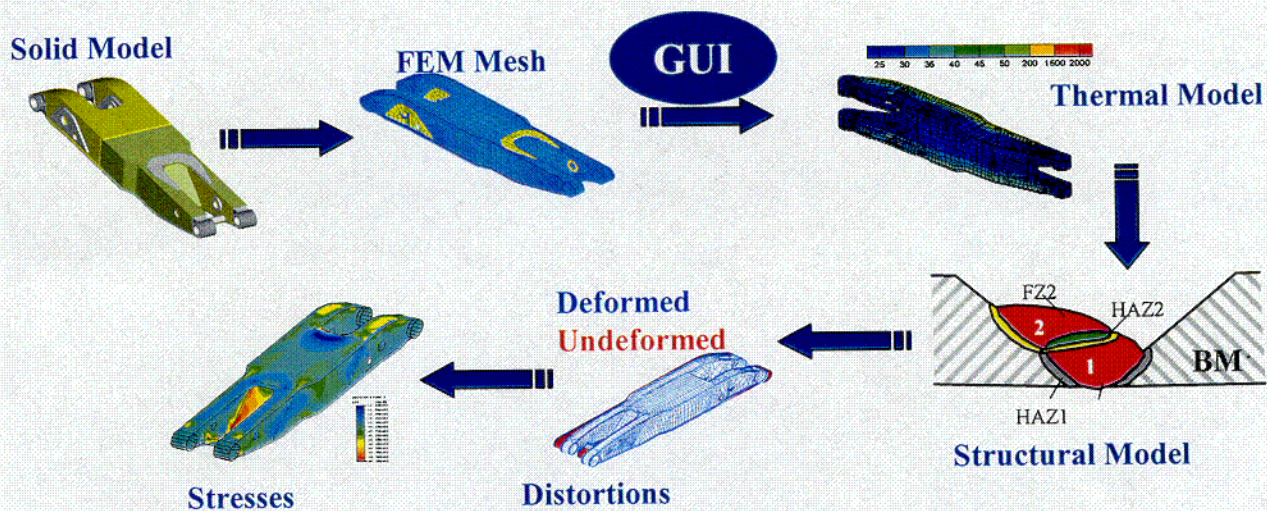 Solid Model
FEM Mesh
GUI
25 30 35 40 45 50 200 1600 2000
Thermal Model
FZ2
HAZ2
2
1
BM
HAZ1
Structural Model
Deformed
Undeformed
Distortions
Stresses